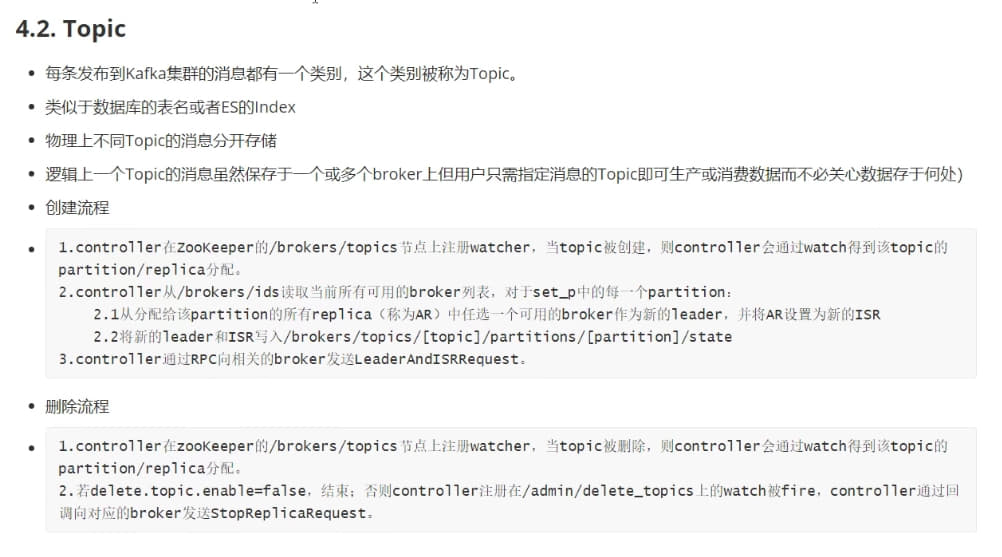 4.2. Topic
每条发布到Kafka集群的消息都有一个类别，这个类别被称为Topic。
类似于数据库的表名或者ES的Index
物理上不同Topic的消息分开存储
逻辑上一个Topic的消息虽然保存于一个或多个broker上但用户只需指定消息的Topic即可生产或消费数据而不必关心数据存于何处)
创建流程
1.controller在ZooKeeper的/brokers/topics节点上注册watcher，当topic被创建，则controller会通过watch得到该topic的
partition/replica分配。
2.controller从/brokers/ids读取当前所有可用的broker列表，对于set_p中的每一个partition：
2.1从分配给该partition的所有replica（称为AR）中任选一个可用的broker作为新的leader，并将AR设置为新的ISR
2.2将新的leader和ISR写入/brokers/topics/[topic]/partitions/[partition]/state
3.controller通过RPC向相关的broker发送LeaderAndISRRequest。
删除流程
1.controller在zooKeeper的/brokers/topics节点上注册watcher，当topic被删除，则controller会通过watch得到该topic的
partition/replica分配。
2.若delete.topic.enable=false，结束；否则controller注册在/admin/delete_topics上的watch被fire，controller通过回
调向对应的broker发送StopReplicaRequest。